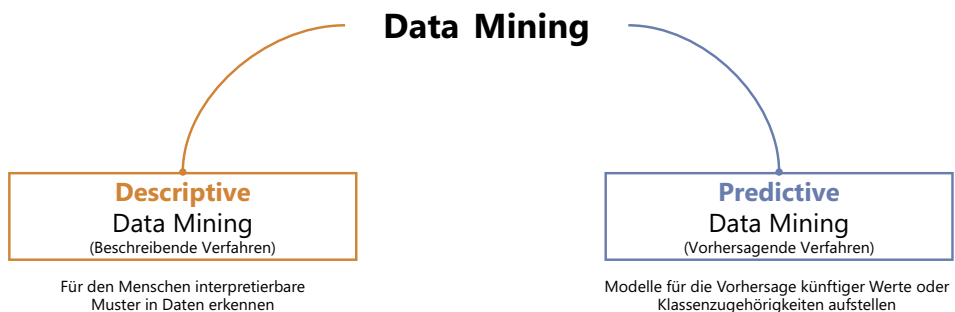 Data Mining
Descriptive
Data Mining
(Beschreibende Verfahren)
Für den Menschen interpretierbare
Muster in Daten erkennen
Predictive
Data Mining
(Vorhersagende Verfahren)
Modelle für die Vorhersage künftiger Werte oder
Klassenzugehörigkeiten aufstellen